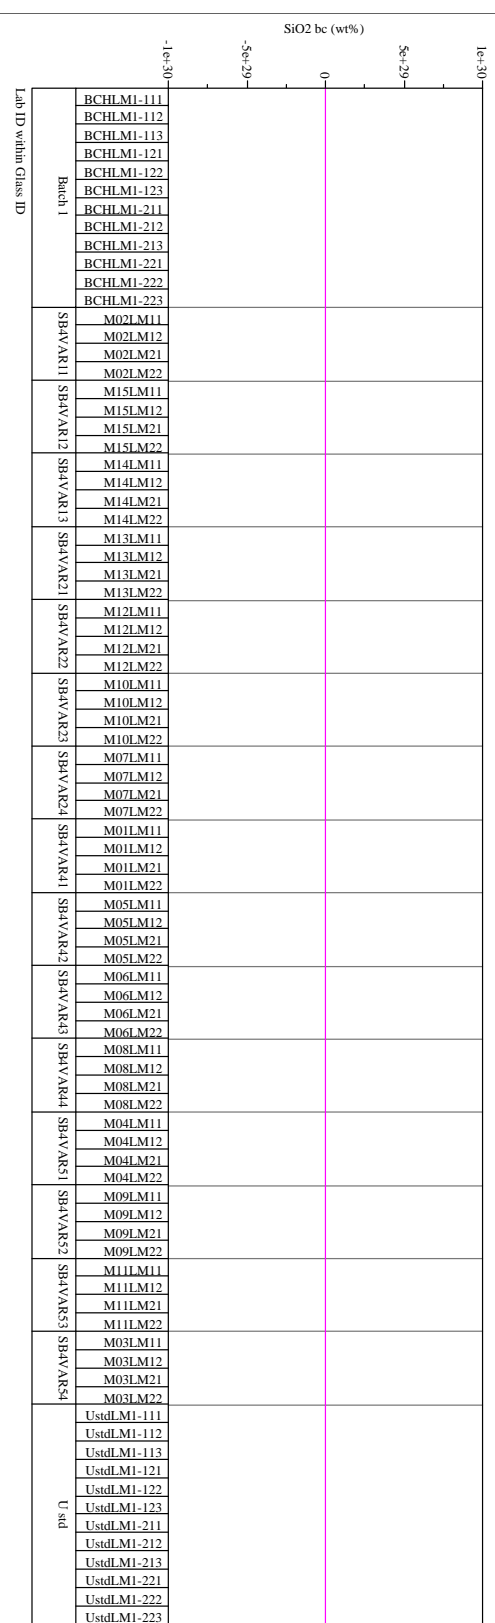 SiO2 bc (wt%)
-1e+30
-5e+29
0
5e+29
1e+30
BCHLM1-111
BCHLM1-112
BCHLM1-113
BCHLM1-121
BCHLM1-122
BCHLM1-123
BCHLM1-211
BCHLM1-212
BCHLM1-213
BCHLM1-221
BCHLM1-222
BCHLM1-223
Batch 1
M02LM11
M02LM12
M02LM21
M02LM22
SB4VAR11
M15LM11
M15LM12
M15LM21
M15LM22
SB4VAR12
M14LM11
M14LM12
M14LM21
M14LM22
SB4VAR13
M13LM11
M13LM12
M13LM21
M13LM22
SB4VAR21
M12LM11
M12LM12
M12LM21
M12LM22
SB4VAR22
M10LM11
M10LM12
M10LM21
M10LM22
SB4VAR23
M07LM11
M07LM12
M07LM21
M07LM22
SB4VAR24
M01LM11
M01LM12
M01LM21
M01LM22
SB4VAR41
M05LM11
M05LM12
M05LM21
M05LM22
SB4VAR42
M06LM11
M06LM12
M06LM21
M06LM22
SB4VAR43
M08LM11
M08LM12
M08LM21
M08LM22
SB4VAR44
M04LM11
M04LM12
M04LM21
M04LM22
SB4VAR51
M09LM11
M09LM12
M09LM21
M09LM22
SB4VAR52
M11LM11
M11LM12
M11LM21
M11LM22
SB4VAR53
M03LM11
M03LM12
M03LM21
M03LM22
SB4VAR54
UstdLM1-111
UstdLM1-112
UstdLM1-113
UstdLM1-121
UstdLM1-122
UstdLM1-123
UstdLM1-211
UstdLM1-212
UstdLM1-213
UstdLM1-221
UstdLM1-222
UstdLM1-223
U std
Lab ID within Glass ID